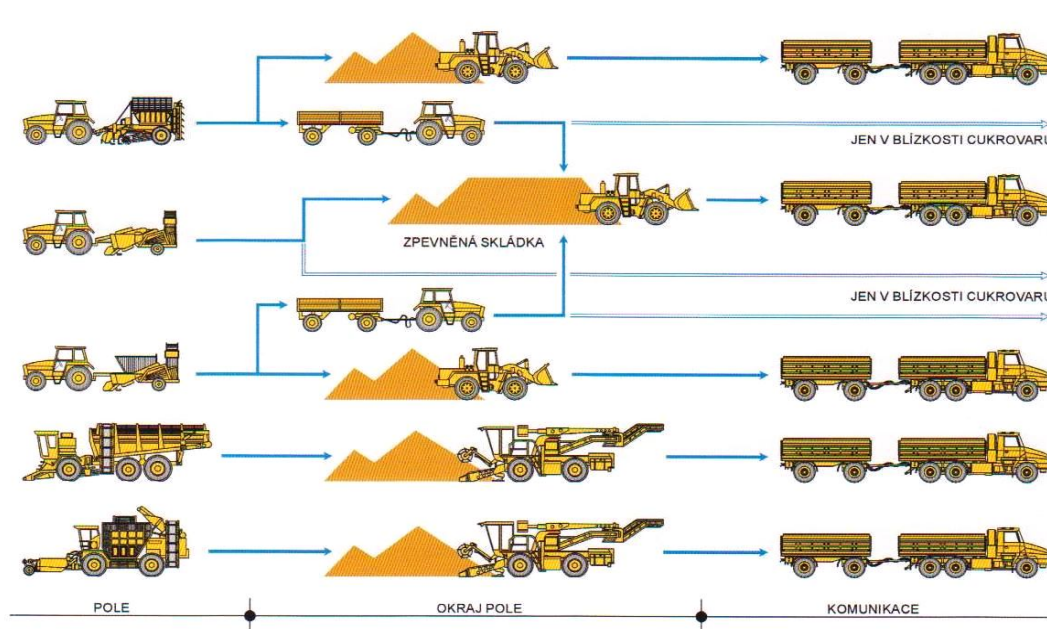 JEN V BLÍZKOSTI CUKROVARU
ZPEVNĚNÁ SKLÁDKA
JEN V BLÍZKOSTI CUKROVARU
POLE
OKRAJ POLE
KOMUNIKACE